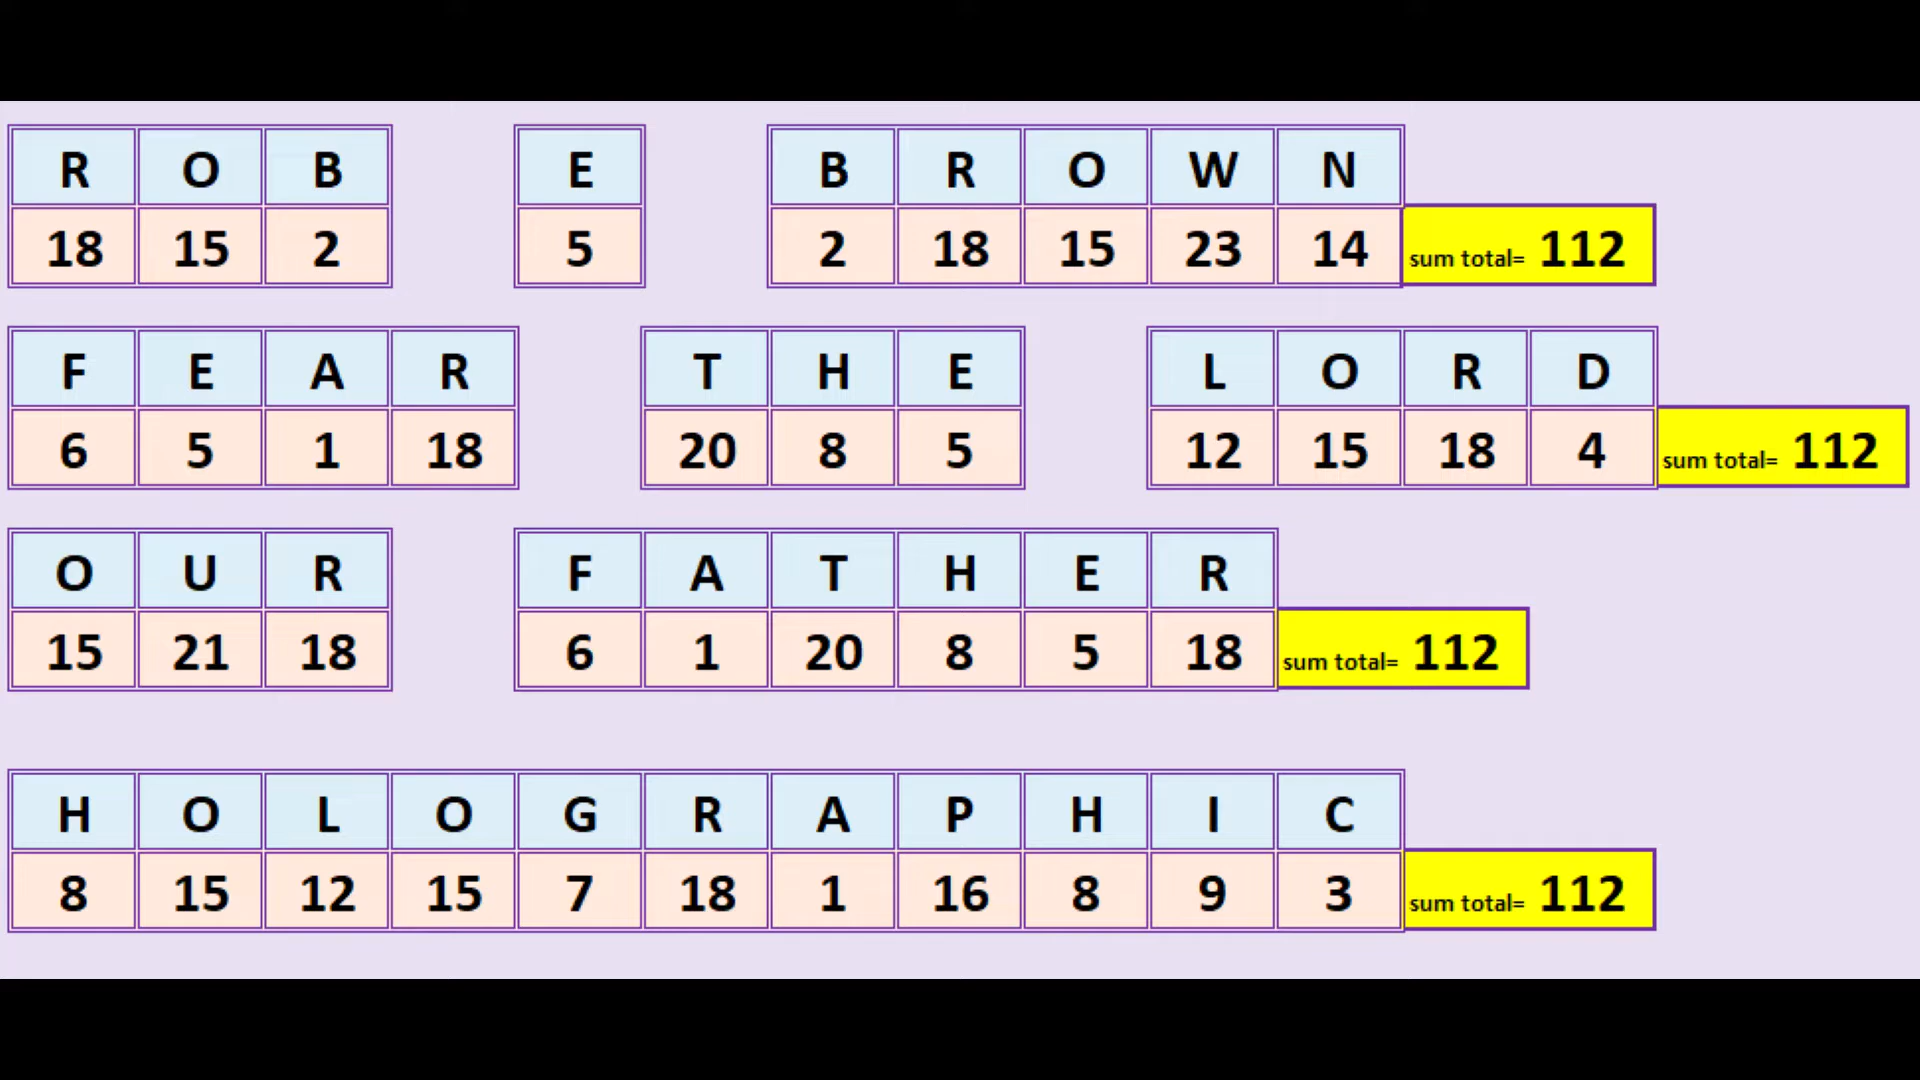 R O B E B R O W N
18 15 2 5 2 18 15 23 14 sum total= 112
F E A R T H E L O R D
6 5 1 18 20 8 5 12 15 18 4 sum total= 112
O U R F A T H E R
15 21 18 6 1 20 8 5 18 sum total= 112
H O L O G R A P H I C
8 15 12 15 7 18 1 16 8 9 3 sum total= 112